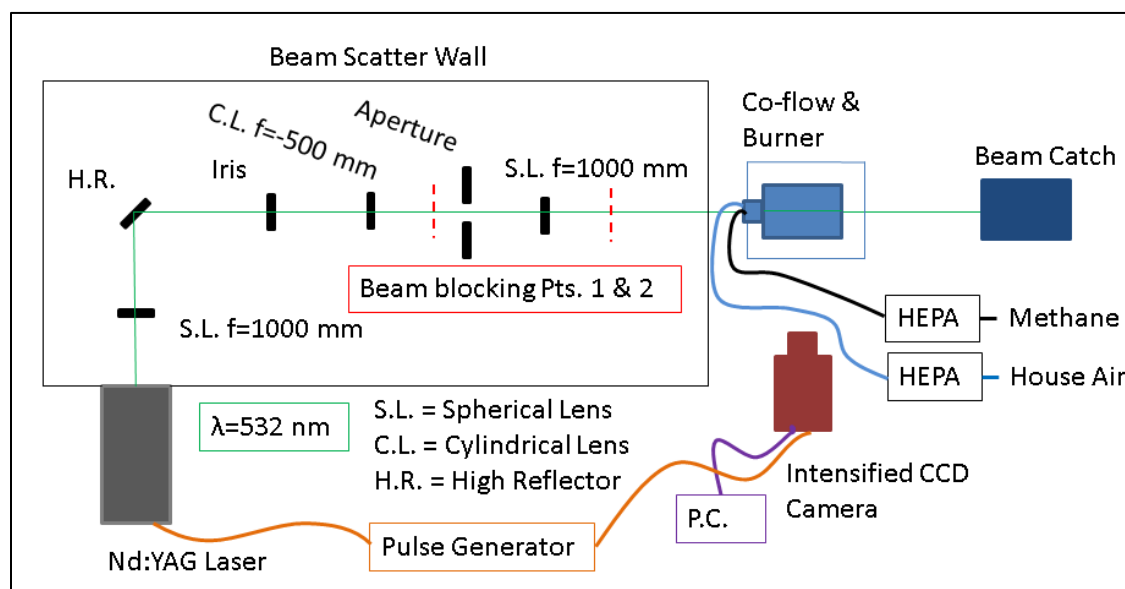 Beam Scatter Wall
C.L. f=-500 mm
Aperture
Co-flow &
Burner
H.R.
Iris
S.L. f=1000 mm
Beam Catch
Beam blocking Pts. 1 & 2
S.L. f=1000 mm
HEPA
Methane
HEPA
House Air
λ=532 nm
S.L. = Spherical Lens
C.L. = Cylindrical Lens
H.R. = High Reflector
Intensified CCD
Camera
P.C.
Pulse Generator
Nd:YAG Laser